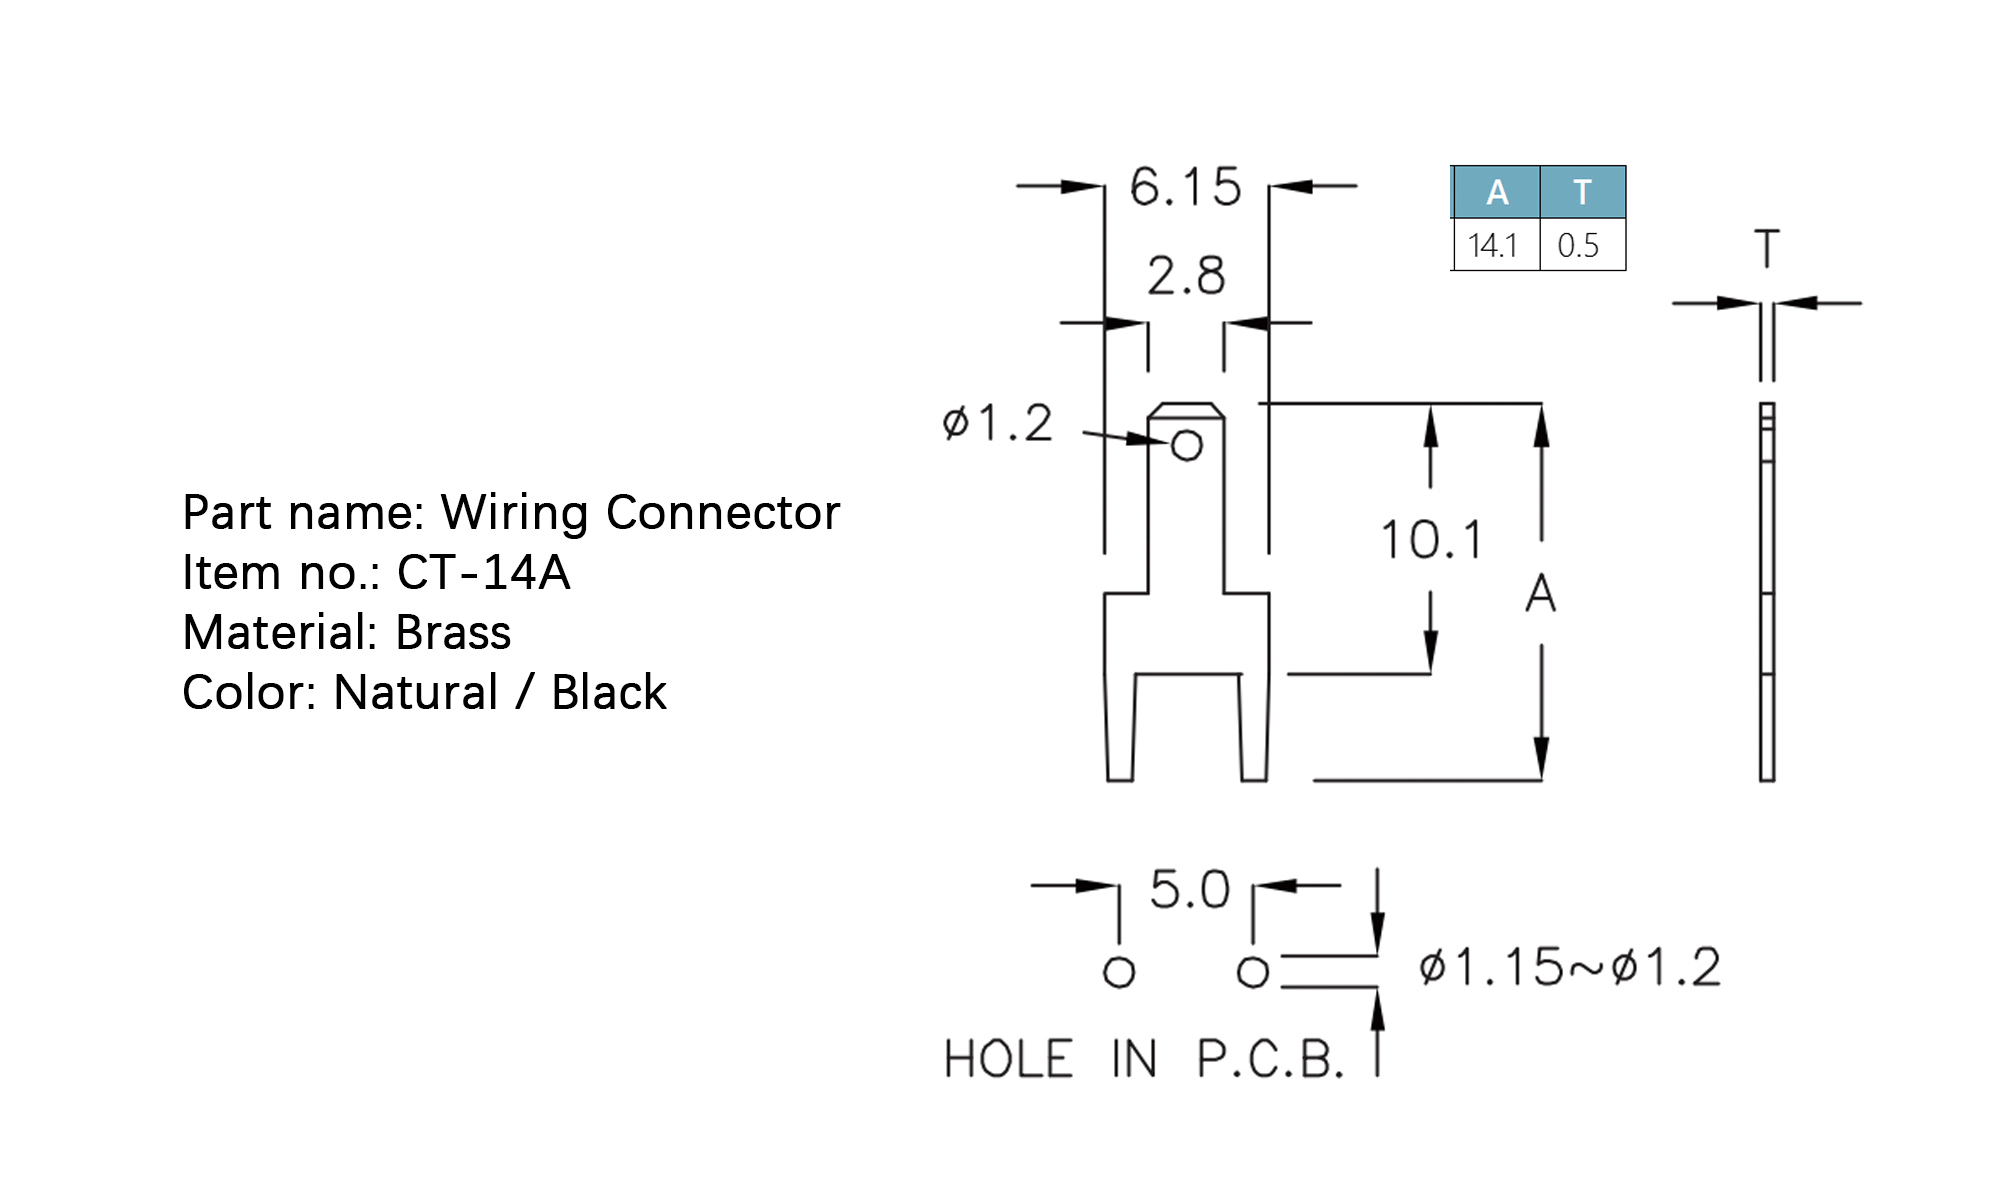 Part name: Wiring Connector
Item no.: CT-14A
Material: Brass
Color: Natural / Black
6.15
2.8
ø1.2
10.1
A
A T
14.1 0.5
T
5.0
ø1.15~ø1.2
HOLE IN P.C.B.